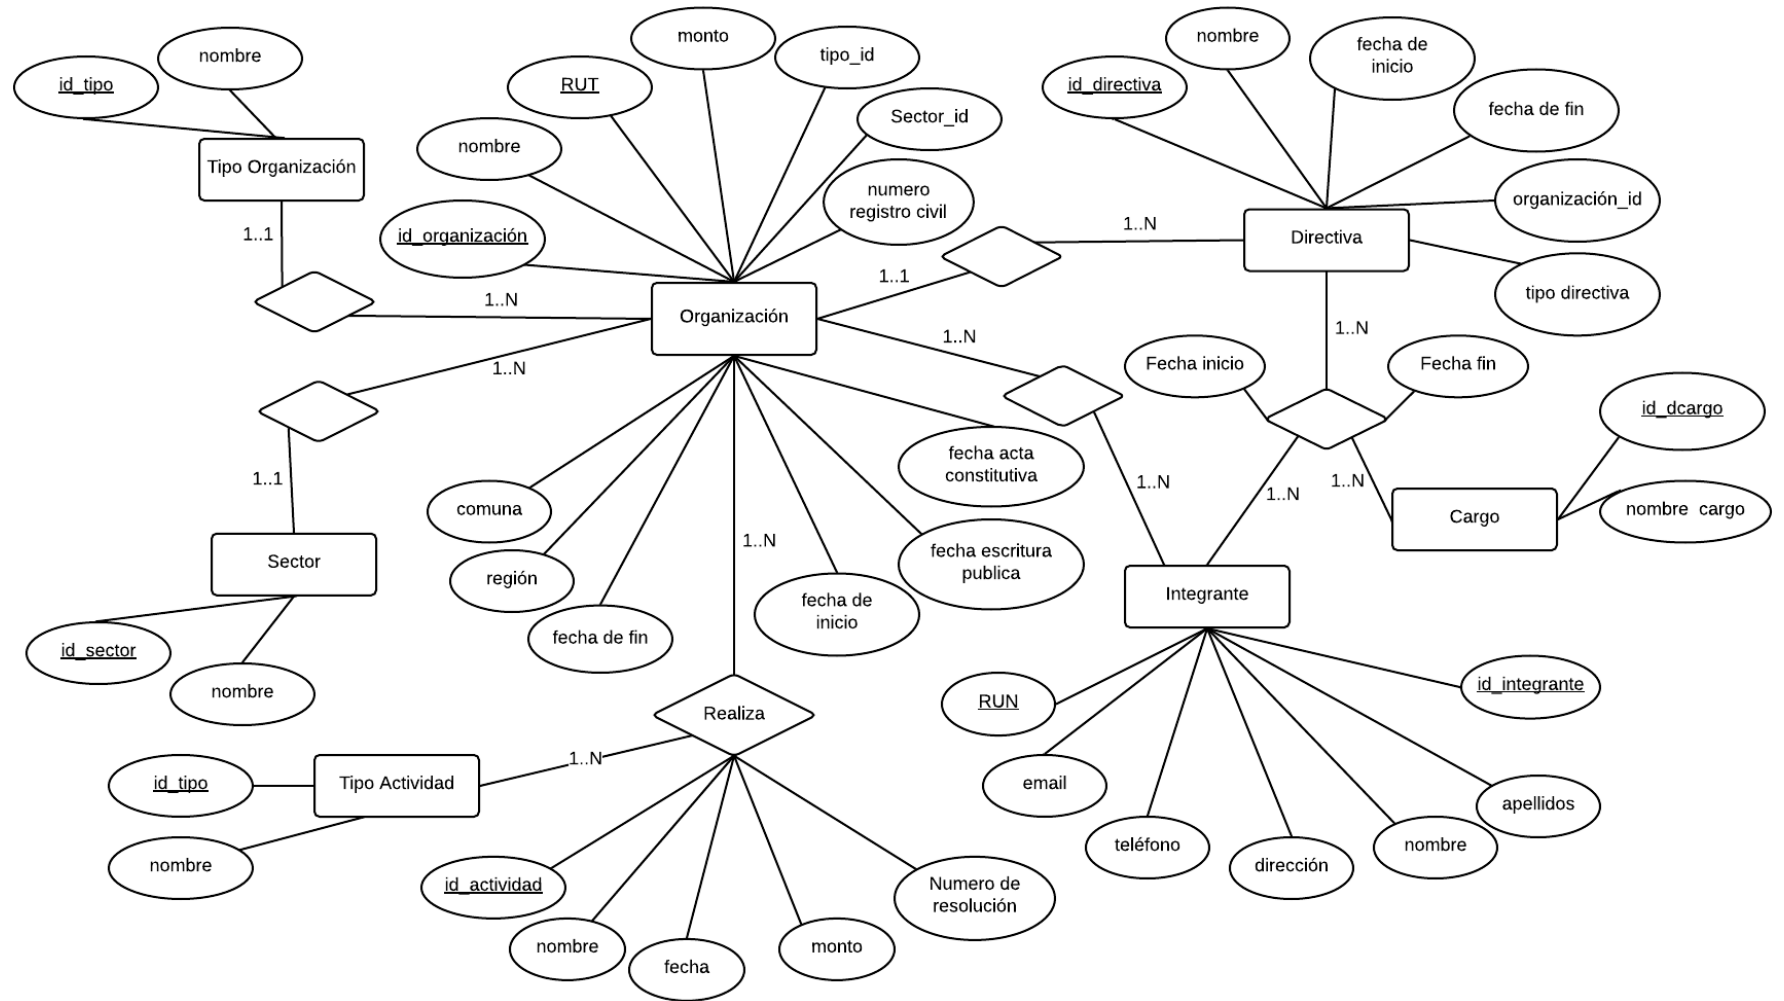 nombre
id_tipo
Tipo Organización
1..1
monto
RUT
tipo_id
nombre
Sector_id
numero
registro civil
id_organización
1..N
Organización
1..1
1..N
nombre
fecha de
inicio
id_directiva
fecha de fin
organización_id
Directiva
tipo directiva
1..N
1..N
1..N
Fecha inicio
Fecha fin
id_dcargo
1..1
Sector
id_sector
nombre
comuna
región
fecha de fin
fecha de
inicio
fecha escritura
publica
fecha acta
constitutiva
1..N
1..N
1..N
1..N
Cargo
nombre cargo
Integrante
RUN
email
teléfono
dirección
nombre
apellidos
id_integrante
Realiza
1..N
Tipo Actividad
id_tipo
nombre
id_actividad
nombre
fecha
monto
Numero de
resolución